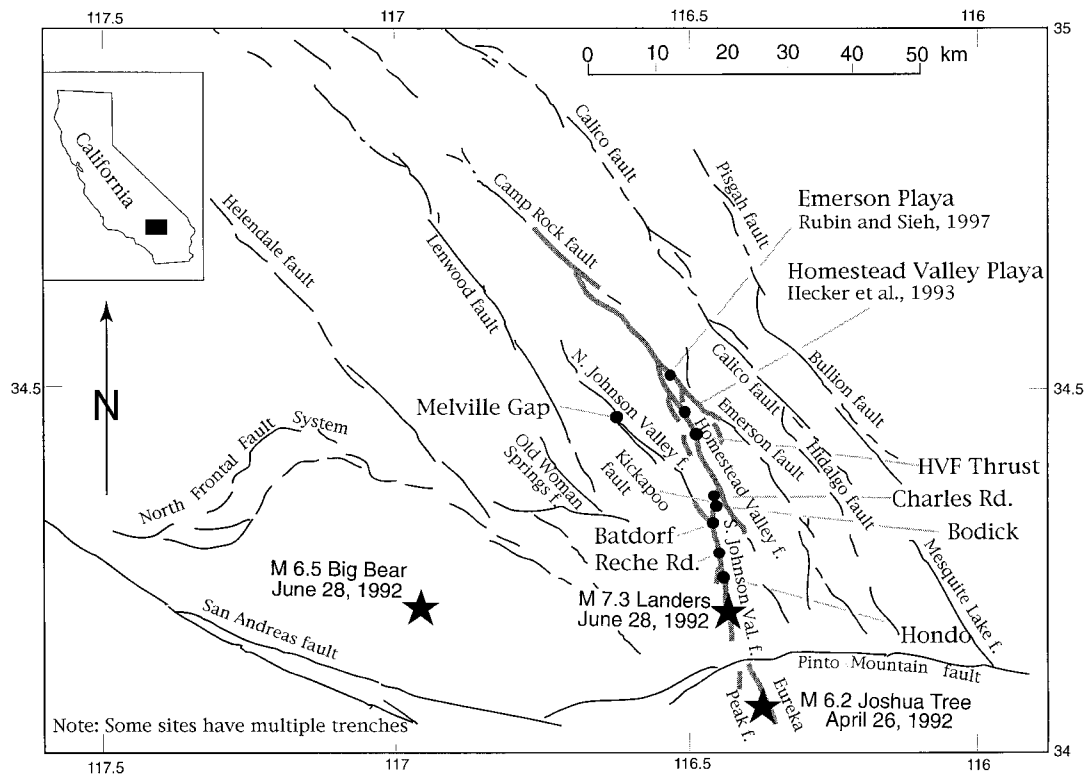 117.5
117
116.5
116
35
0 10 20 30 40 50 km
California
Calico fault
Pisgah fault
Camp Rock fault
Helendale fault
Lenwood fault
Emerson Playa
Rubin and Sieh, 1997
Homestead Valley Playa
Hecker et al., 1993
N
34.5
34.5
N. Johnson Valley f.
Calico fault
Bullion fault
Melville Gap
Emerson fault
North Frontal Fault System
Old Woman
Springs f.
Kickapoo
fault
Homestead Valley f.
Hidalgo fault
HVF Thrust
Charles Rd.
Bodick
Batdorf
Reche Rd.
S. Johnson Val. f.
Mesquite Lake f.
M 6.5 Big Bear
June 28, 1992
M 7.3 Landers
June 28, 1992
San Andreas fault
Hondo
Pinto Mountain fault
Eureka
Peak f.
M 6.2 Joshua Tree
April 26, 1992
Note: Some sites have multiple trenches
34
117.5
117
116.5
116